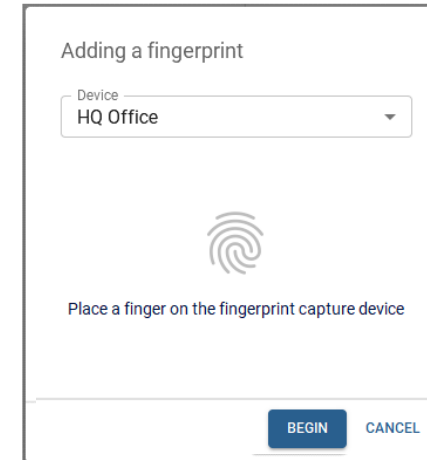 Adding a fingerprint
Device
HQ Office
Place a finger on the fingerprint capture device
BEGIN CANCEL